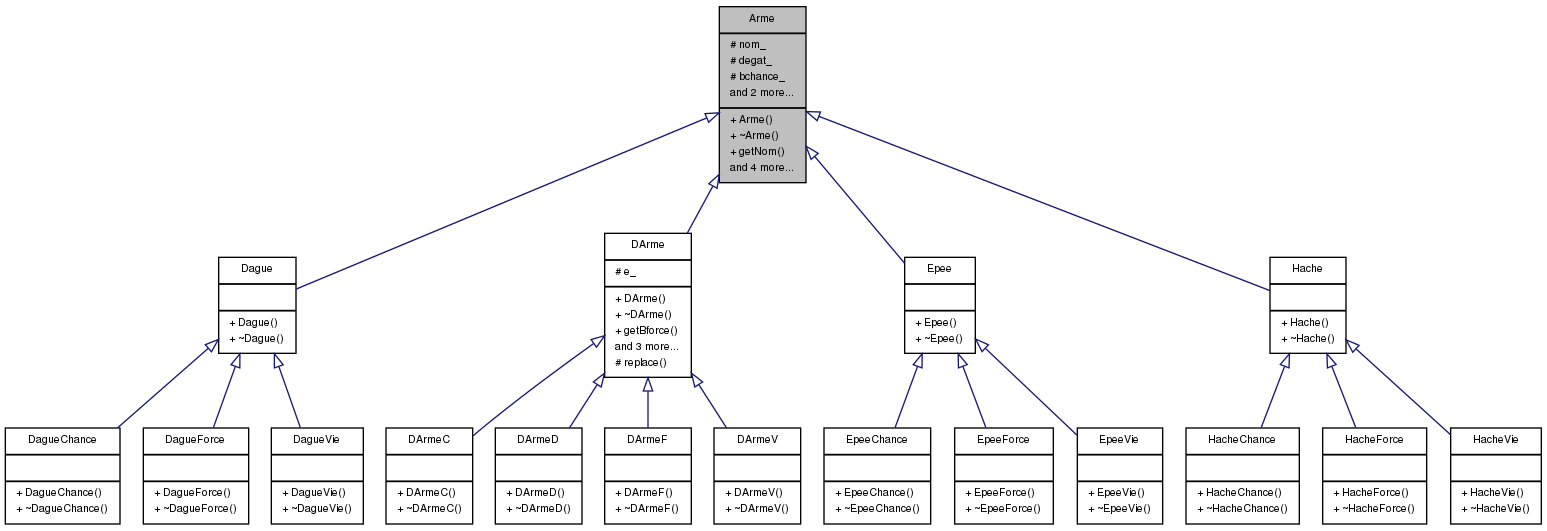 Arme
# nom_
# degat_
# bchance_
and 2 more...
+ Arme()
+ ~Arme()
+ getNom()
and 4 more...
Dague
+ Dague()
+ ~Dague()
DArme
# e_
+ DArme()
+ ~DArme()
+ getBforce()
and 3 more...
# replace()
Epee
+ Epee()
+ ~Epee()
Hache
+ Hache()
+ ~Hache()
DagueChance
+ DagueChance()
+ ~DagueChance()
DagueForce
+ DagueForce()
+ ~DagueForce()
DagueVie
+ DagueVie()
+ ~DagueVie()
DArmeC
+ DArmeC()
+ ~DArmeC()
DArmeD
+ DArmeD()
+ ~DArmeD()
DArmeF
+ DArmeF()
+ ~DArmeF()
DArmeV
+ DArmeV()
+ ~DArmeV()
EpeeChance
+ EpeeChance()
+ ~EpeeChance()
EpeeForce
+ EpeeForce()
+ ~EpeeForce()
EpeeVie
+ EpeeVie()
+ ~EpeeVie()
HacheChance
+ HacheChance()
+ ~HacheChance()
HacheForce
+ HacheForce()
+ ~HacheForce()
HacheVie
+ HacheVie()
+ ~HacheVie()